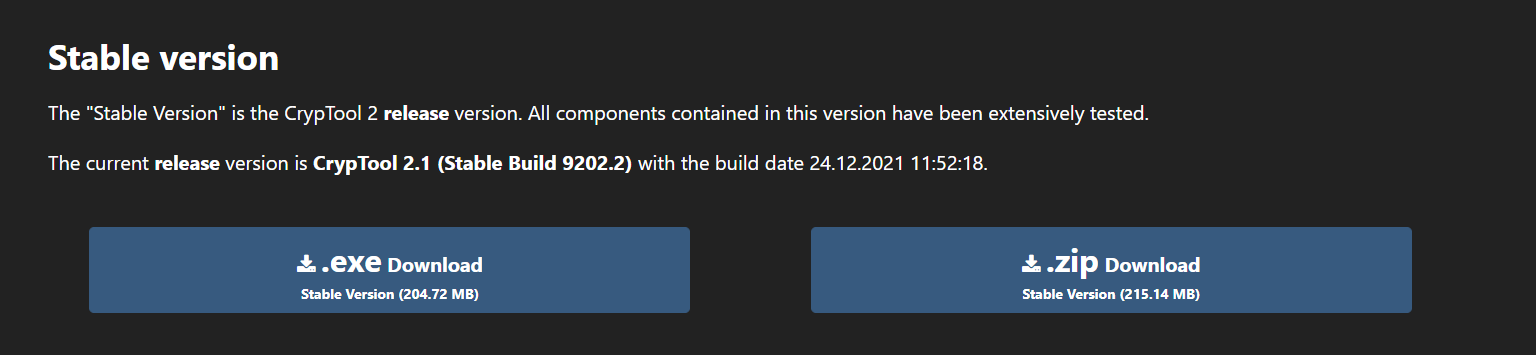 Stable version
The "Stable Version" is the CrypTool 2 release version. All components contained in this version have been extensively tested.
The current release version is CrypTool 2.1 (Stable Build 9202.2) with the build date 24.12.2021 11:52:18.
.exe Download
Stable Version (204.72 MB)
.zip Download
Stable Version (215.14 MB)